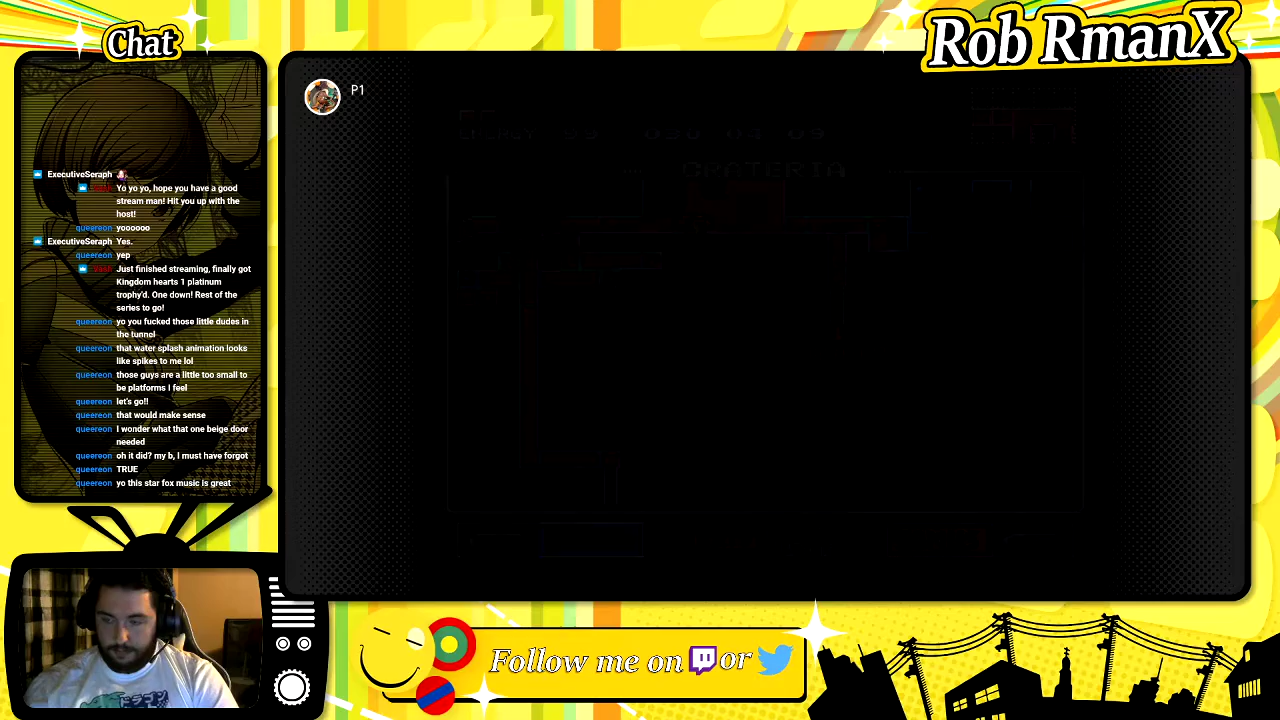 Chat
Rob RmanX
P1
ExecutiveSeraph
Yo yo yo, hope you have a good
stream man! Hit you up with the
host!
queereon yoooooo
ExecutiveSeraph Yes.
queereon yep
Just finished streaming, finally got
Kingdom hearts 1 platinum
trophy'd. One down! Rest of the
series to go!
queereon yo you fucked those little dudes in
the tunnel
queereon that water splash animation looks
like spikes to me lol
queereon those guys are a little too small to
be platforms I feel
queereon let's go!!
queereon that would make sense
queereon I wonder what that one beige door
needed
queereon oh it did? my b, I must have forgot
queereon TRUE
queereon yo this star fox music is great
Follow me on or